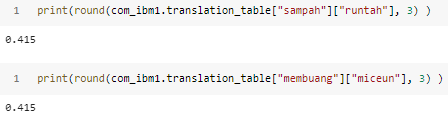 1 print(round(com_ibm1.translation_table["sampah"]["runtah"], 3) )
0.415
1 print(round(com_ibm1.translation_table["membuang"]["miceun"], 3) )
0.415